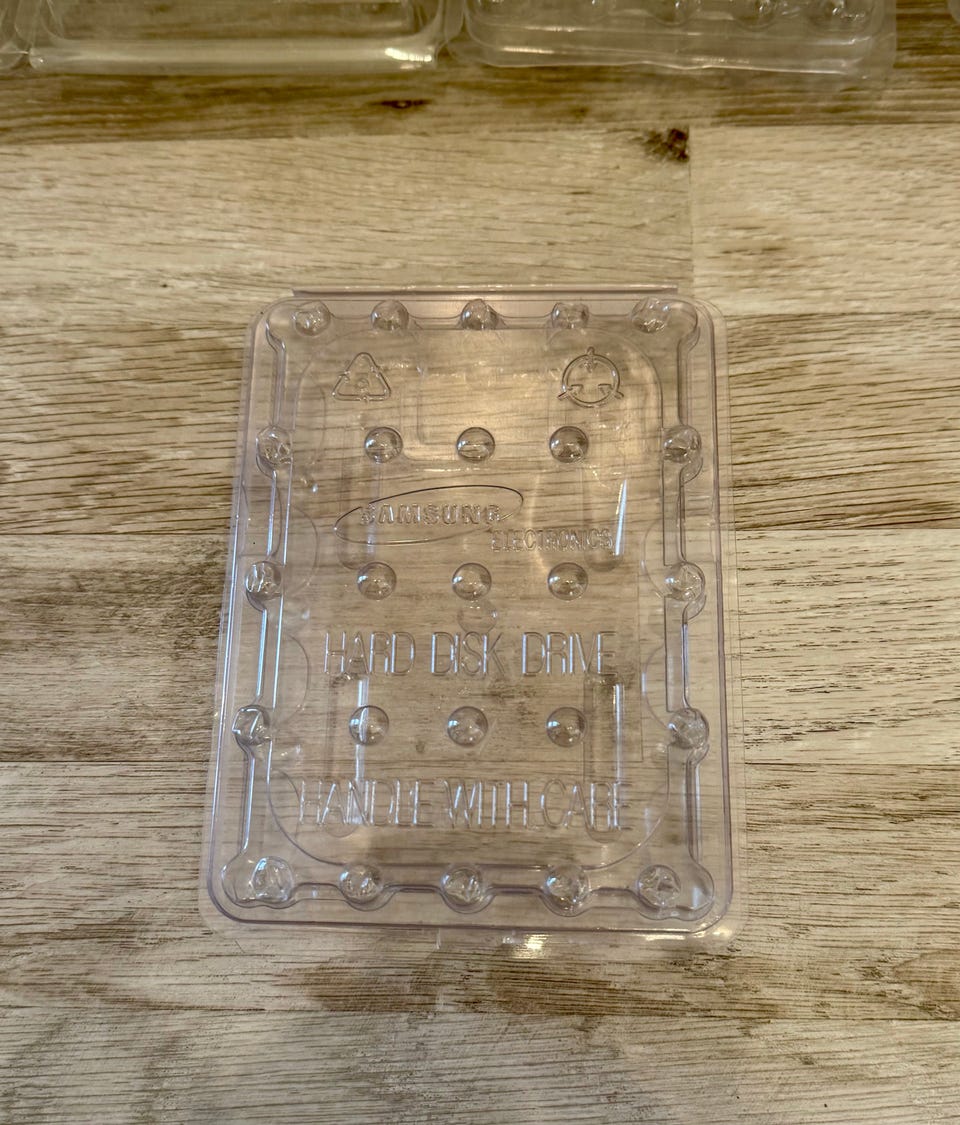 SAMSUNG
ELECTRONICS
HARD DISK DRIVE
HANDLE WITH CARE